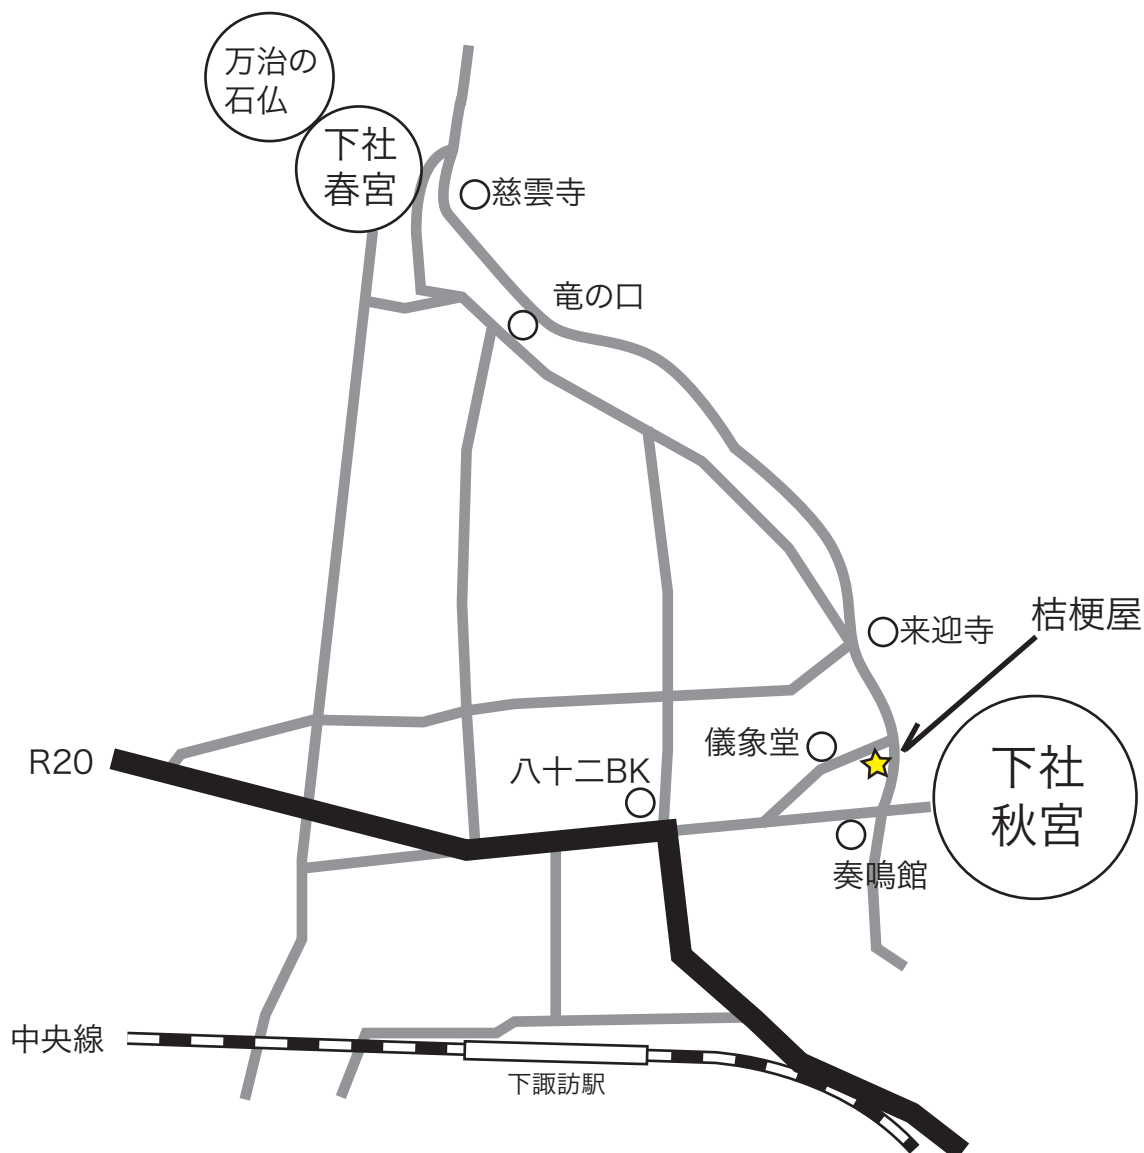 万治の
石仏
下社
春宮
慈雲寺
竜の口
桔梗屋
来迎寺
儀象堂
R20
八十二BK
下社
秋宮
奏鳴館
中央線
下諏訪駅